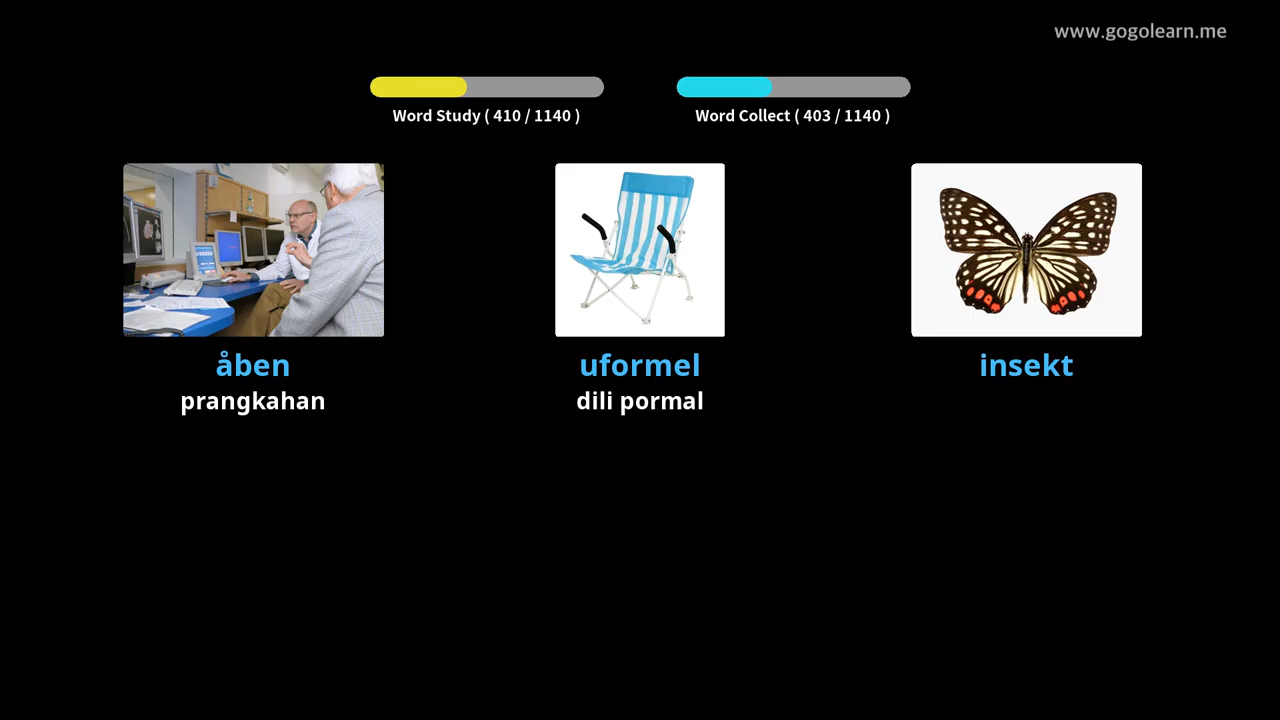 www.gogolearn.me
Word Study ( 410 / 1140 )
Word Collect ( 403 / 1140 )
åben
uformel
insekt
prangkahan
dili pormal